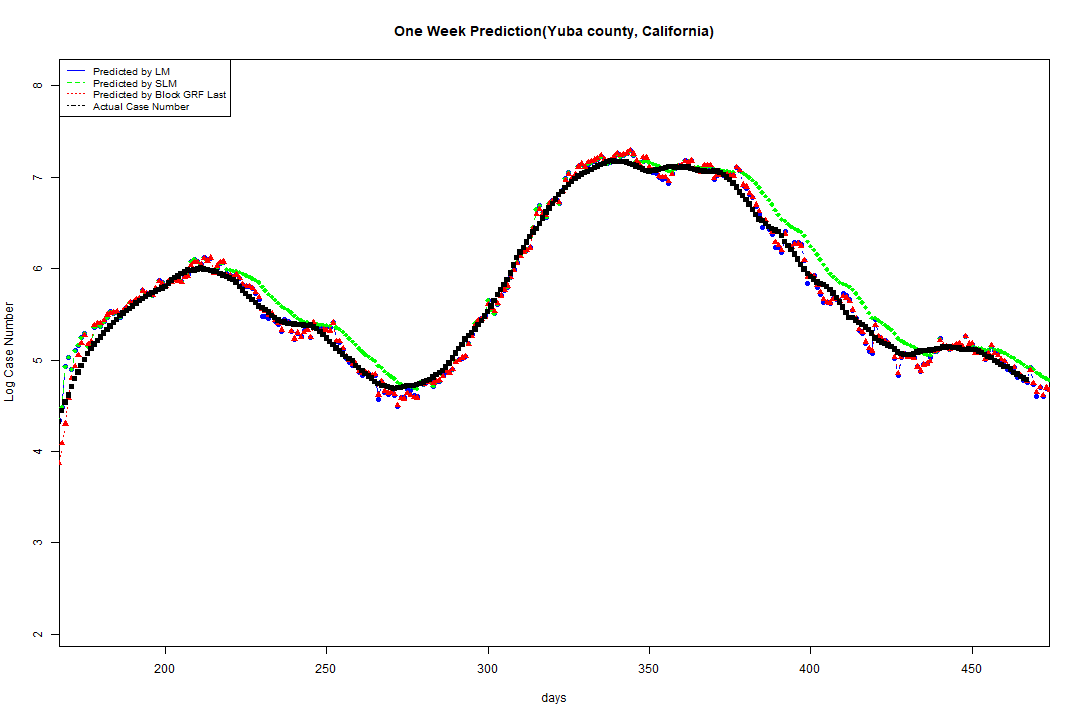 One Week Prediction(Yuba county, California)
Predicted by LM
Predicted by SLM
Predicted by Block GRF Last
Actual Case Number
8
7
6
5
4
3
2
Log Case Number
200 250 300 350 400 450
days